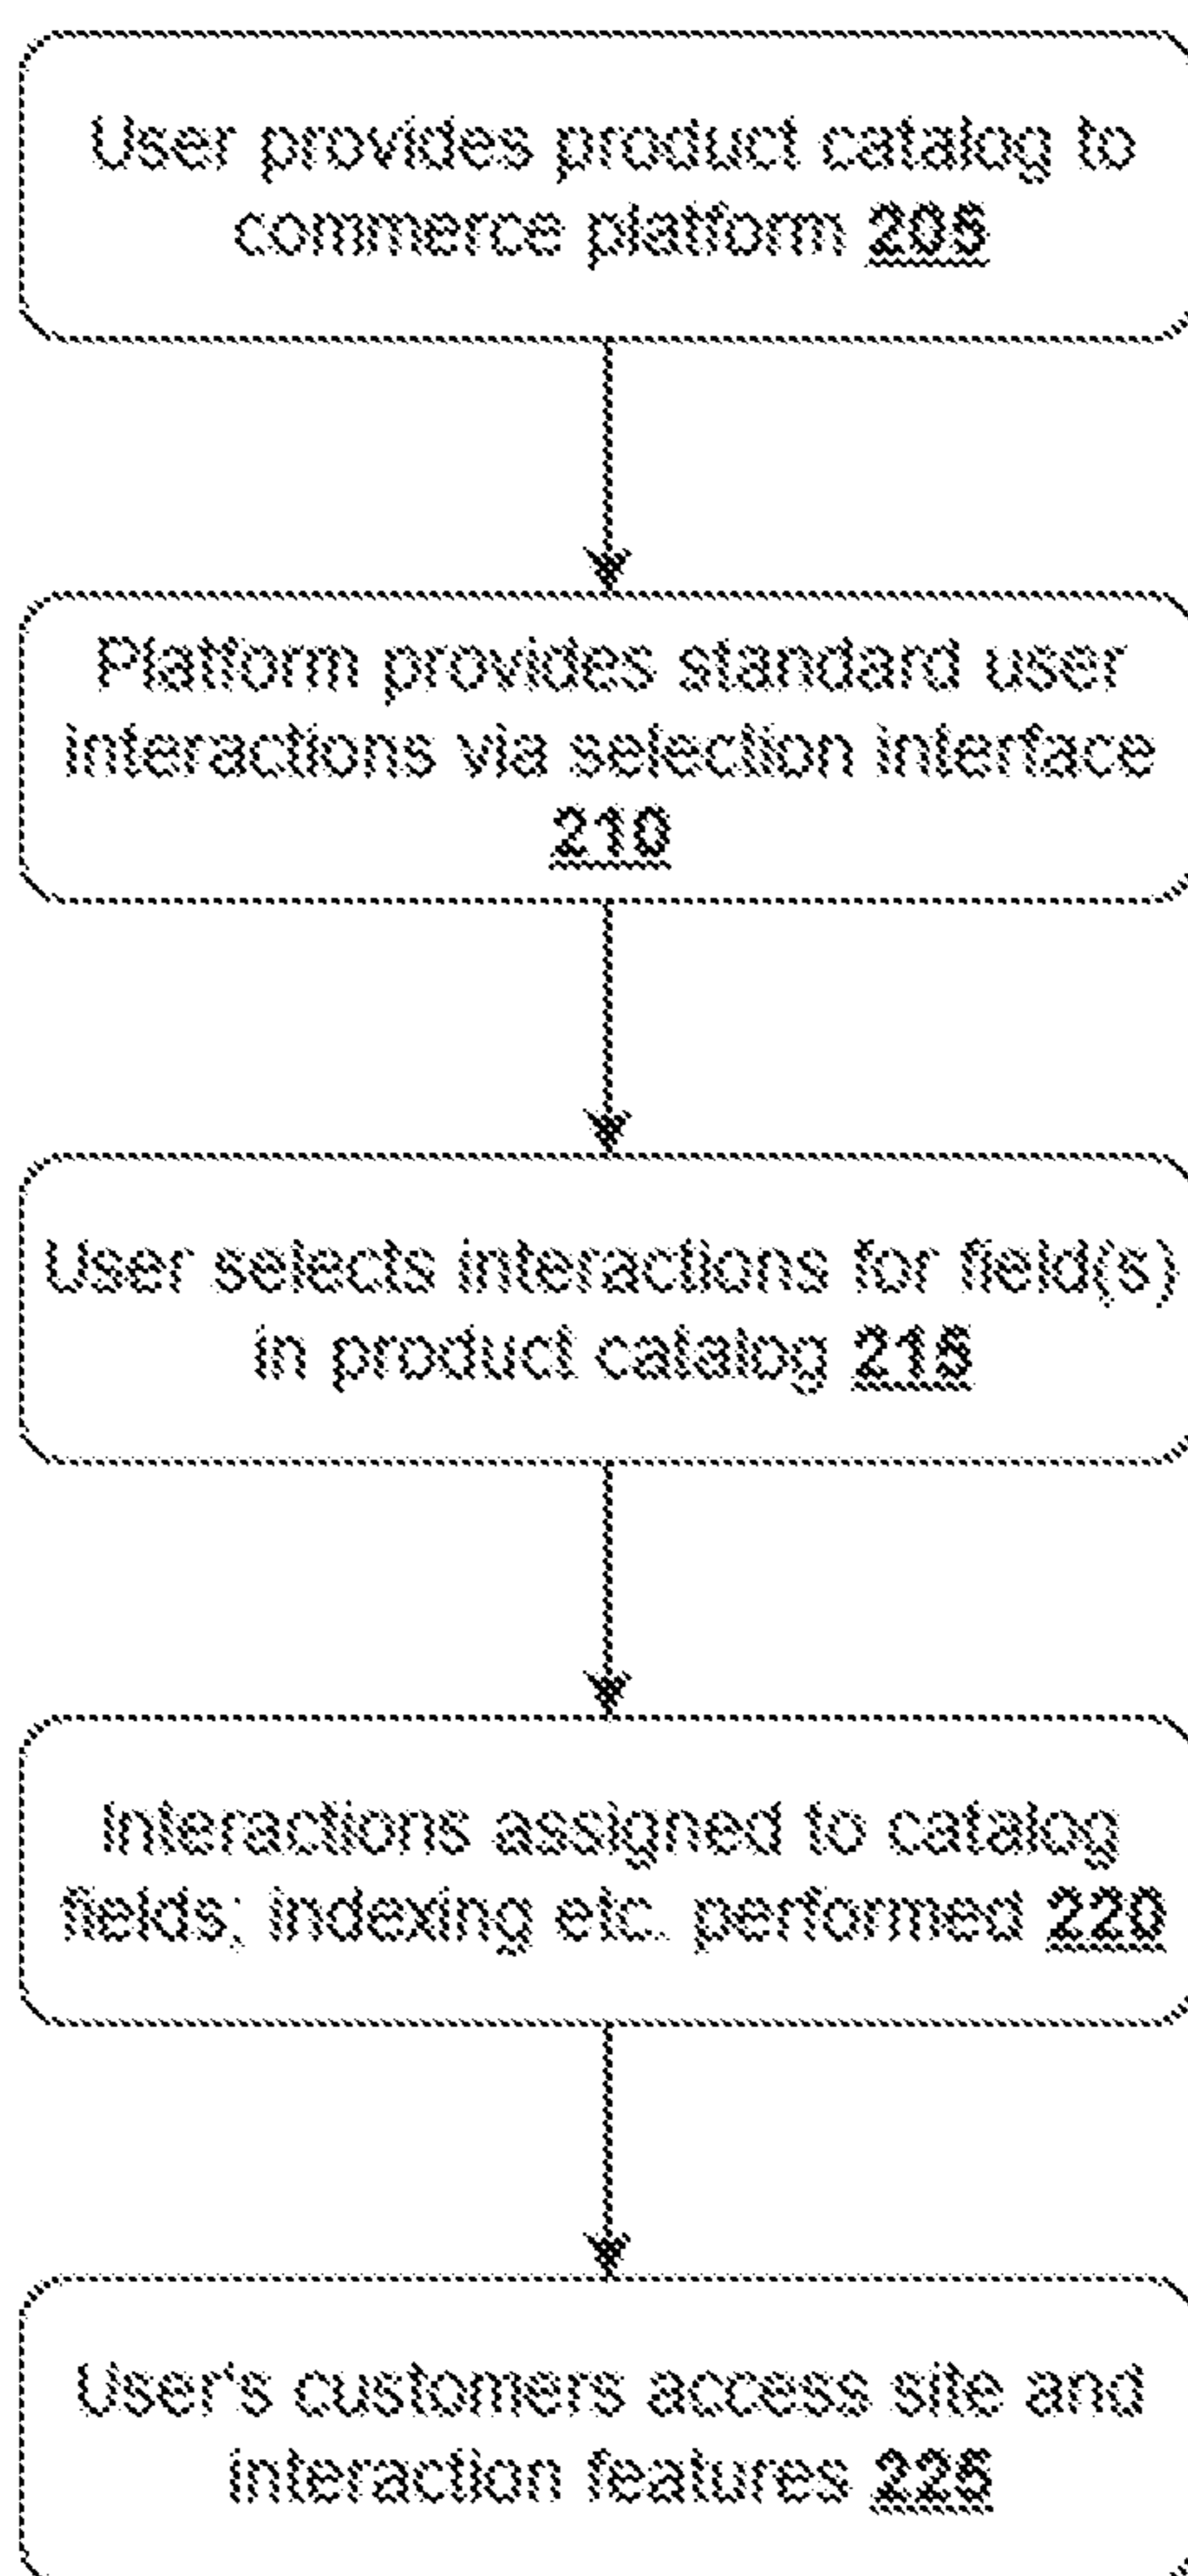 User provides product catalog to
commerce platform 205
Platform provides standard user
interactions via selection interface
210
User selects interactions for field(s)
in product catalog 215
Interactions assigned to catalog
fields; indexing etc. performed 220
User's customers access site and
interaction features 225